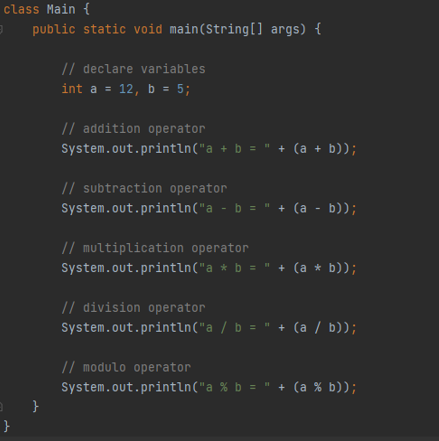 class Main {
    public static void main(String[] args) {

        // declare variables
        int a = 12, b = 5;

        // addition operator
        System.out.println("a + b = " + (a + b));

        // subtraction operator
        System.out.println("a - b = " + (a - b));

        // multiplication operator
        System.out.println("a * b = " + (a * b));

        // division operator
        System.out.println("a / b = " + (a / b));

        // modulo operator
        System.out.println("a % b = " + (a % b));
    }
}